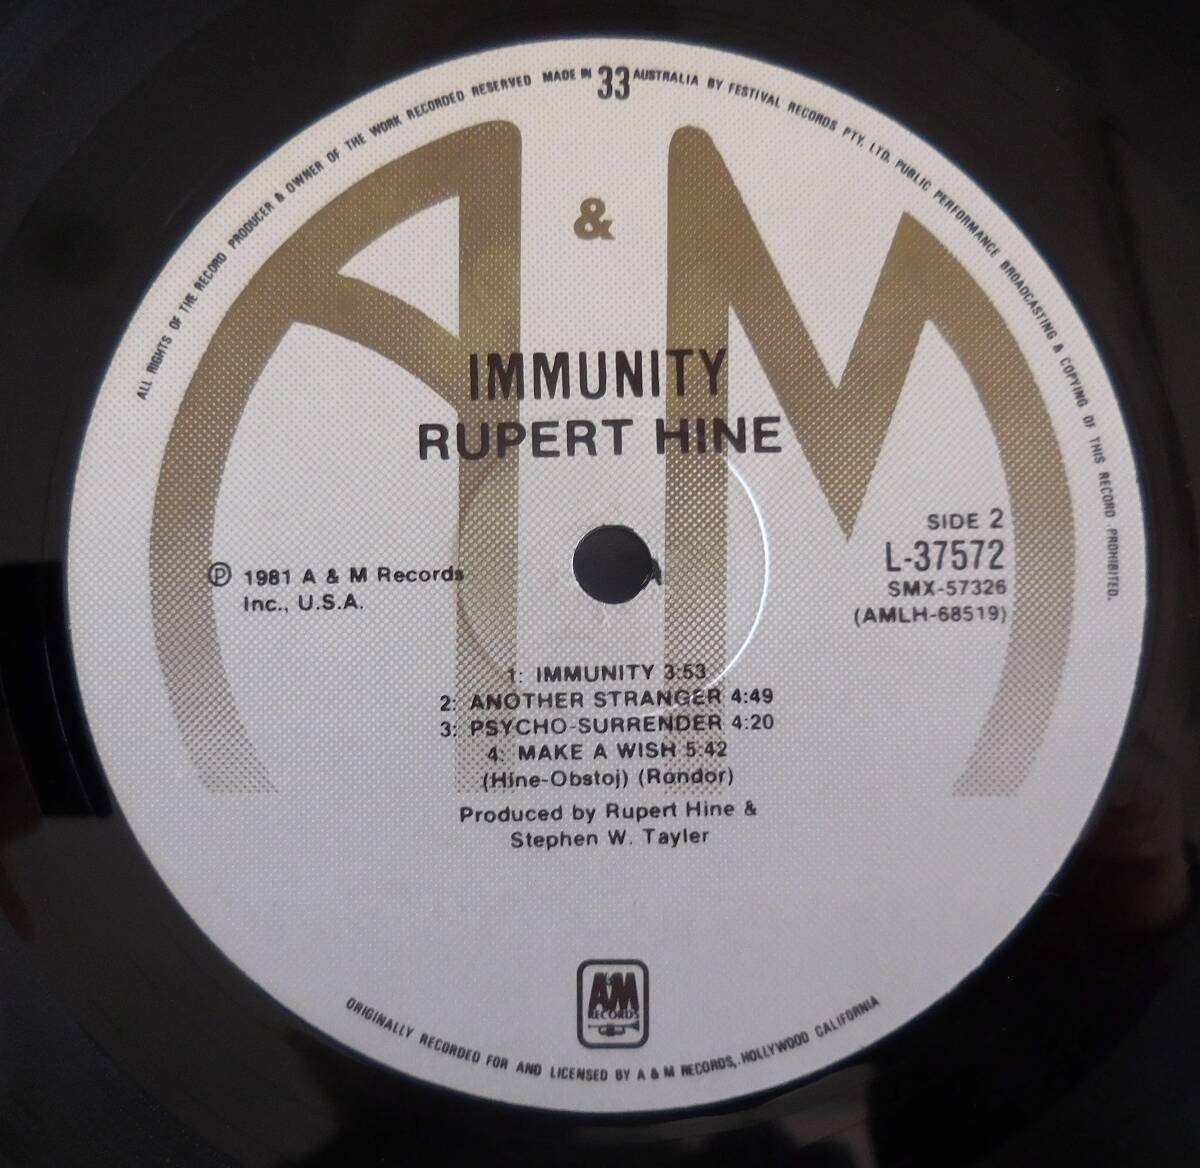 ALL RIGHTS OF THE RECORD PRODUCER & OWNER OF THE WORK RECORDED RESERVED MADE IN 33 AUSTRALIA BY FESTIVAL RECORDS PTY. LTD. PUBLIC PERFORMANCE BROADCASTING & COPYING OF THIS RECORD PROHIBITED.
A & M
IMMUNITY
RUPERT HINE
SIDE 2
L-37572
SMX-57326
(AMLH-68519)
℗ 1981 A & M Records
Inc., U.S.A.
A
1: IMMUNITY 3:53
2: ANOTHER STRANGER 4:49
3: PSYCHO-SURRENDER 4:20
4: MAKE A WISH 5:42
(Hine-Obstoj) (Rondor)
Produced by Rupert Hine &
Stephen W. Tayler
A&M
RECORDS
ORIGINALLY RECORDED FOR AND LICENSED BY A & M RECORDS,. HOLLYWOOD CALIFORNIA